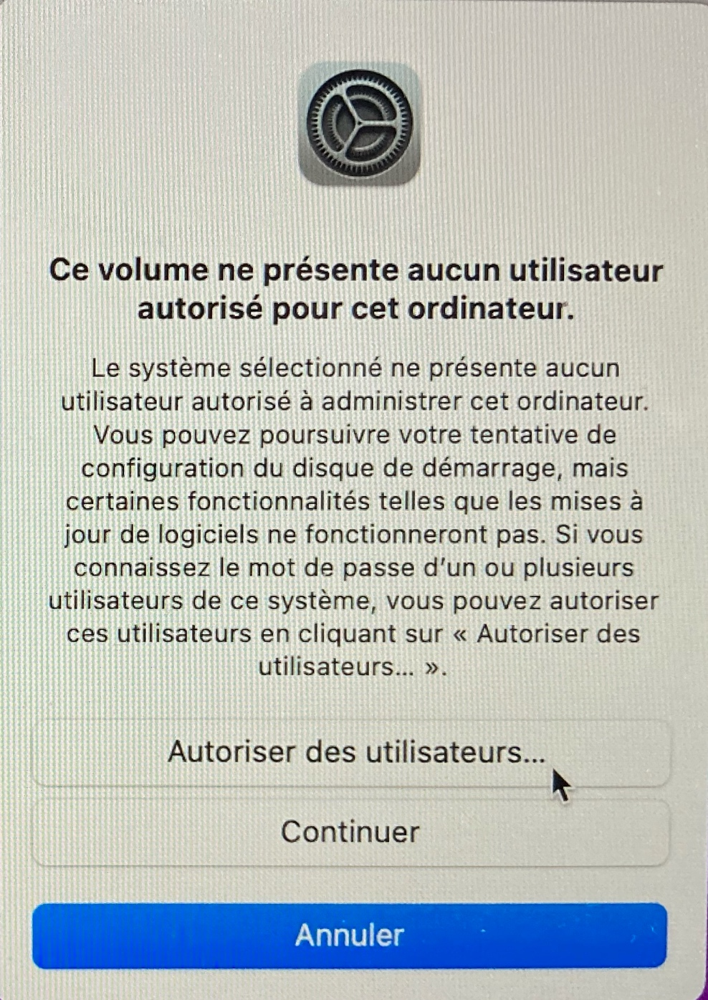 Ce volume ne présente aucun utilisateur
autorisé pour cet ordinateur.
Le système sélectionné ne présente aucun
utilisateur autorisé à administrer cet ordinateur.
Vous pouvez poursuivre votre tentative de
configuration du disque de démarrage, mais
certaines fonctionnalités telles que les mises à
jour de logiciels ne fonctionneront pas. Si vous
connaissez le mot de passe d’un ou plusieurs
utilisateurs de ce système, vous pouvez autoriser
ces utilisateurs en cliquant sur « Autoriser des
utilisateurs... ».
Autoriser des utilisateurs...
Continuer
Annuler